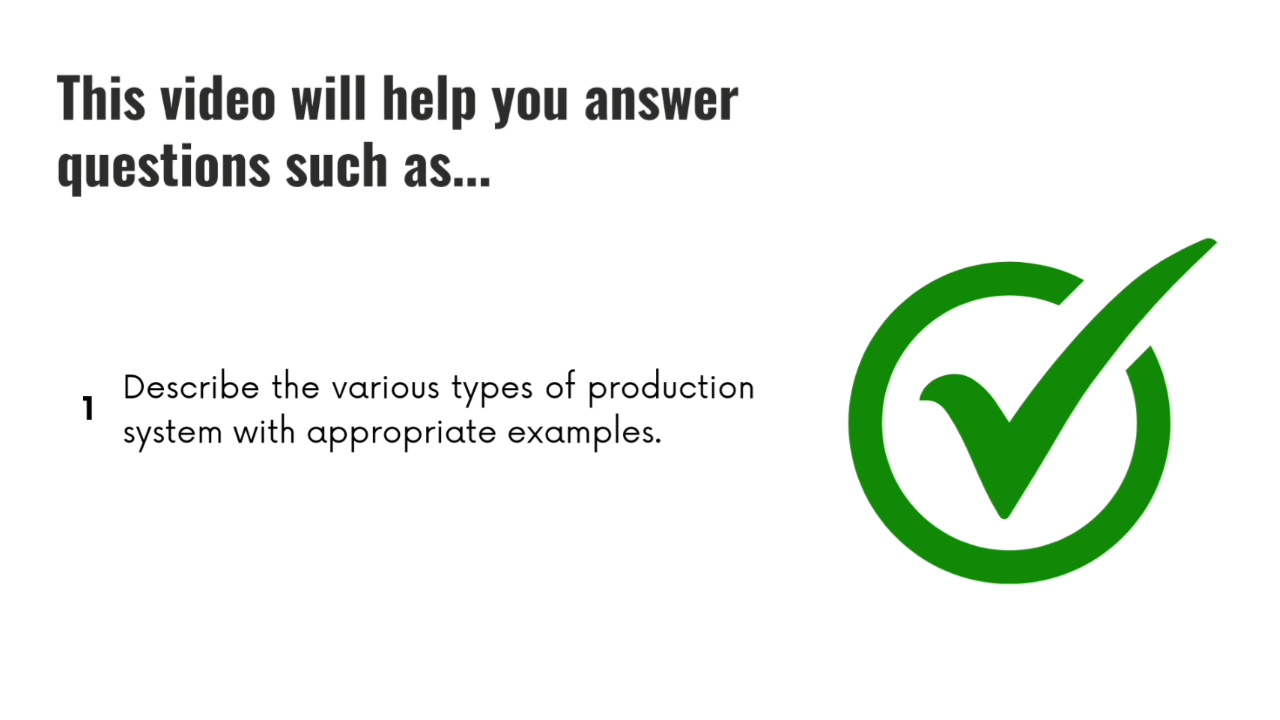 This video will help you answer
questions such as...
1 Describe the various types of production
system with appropriate examples.